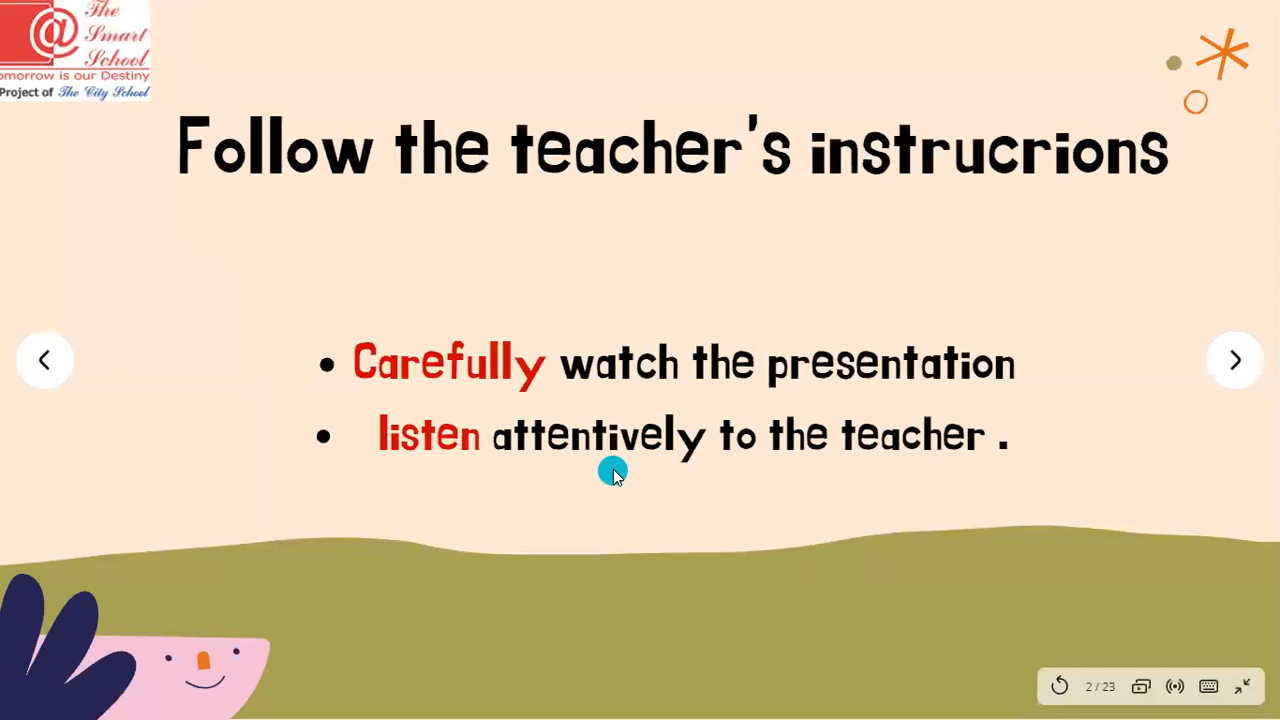 The
Smart
School
omorrow is our Destiny
Project of The City School
Follow the teacher's instrucrions
• Carefully watch the presentation
• listen attentively to the teacher .
2 / 23